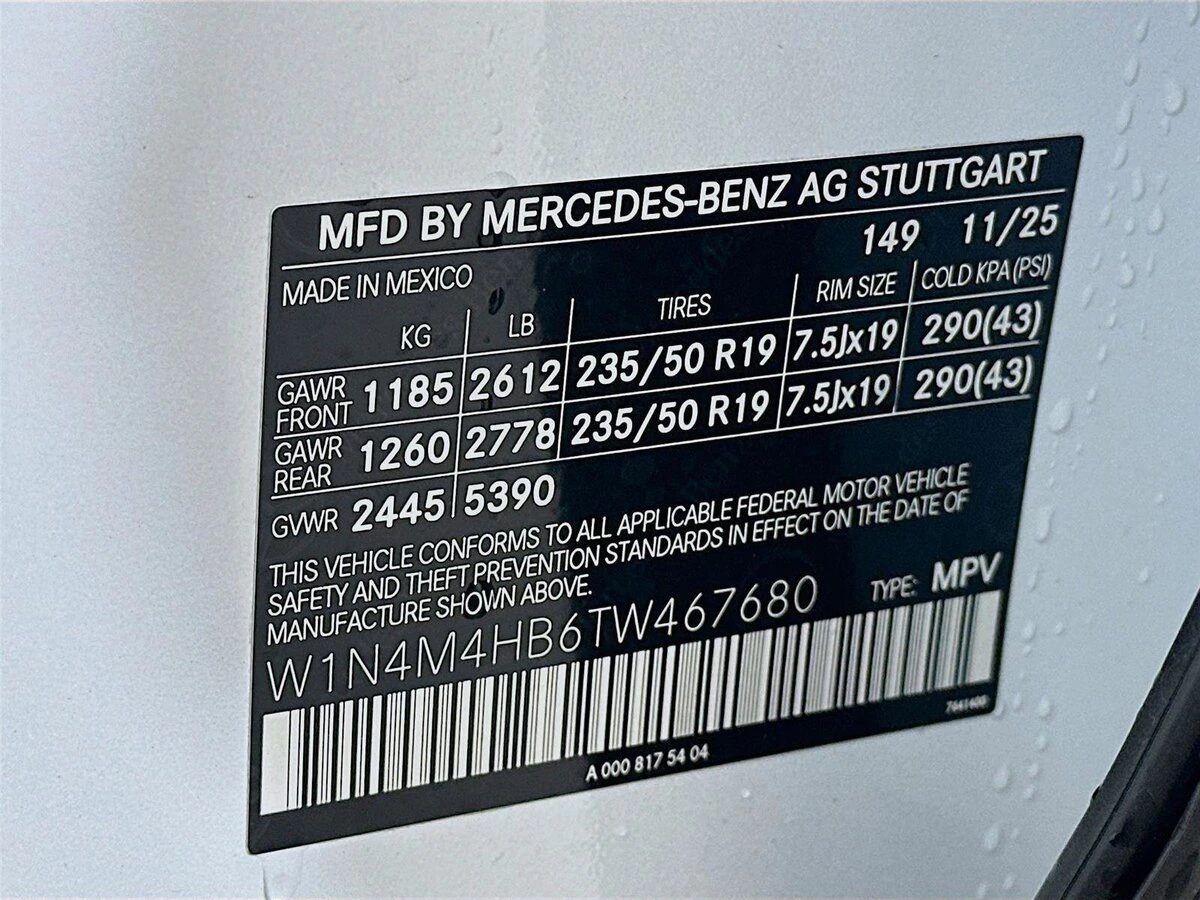 MFD BY MERCEDES-BENZ AG STUTTGART
149 11/25
MADE IN MEXICO
KG LB TIRES RIM SIZE COLD KPA (PSI)
GAWR FRONT 1185 2612 235/50 R19 7.5Jx19 290(43)
GAWR REAR 1260 2778 235/50 R19 7.5Jx19 290(43)
GVWR 2445 5390
THIS VEHICLE CONFORMS TO ALL APPLICABLE FEDERAL MOTOR VEHICLE
SAFETY AND THEFT PREVENTION STANDARDS IN EFFECT ON THE DATE OF
MANUFACTURE SHOWN ABOVE.
W1N4M4HB6TW467680 TYPE: MPV
A 000 817 54 04